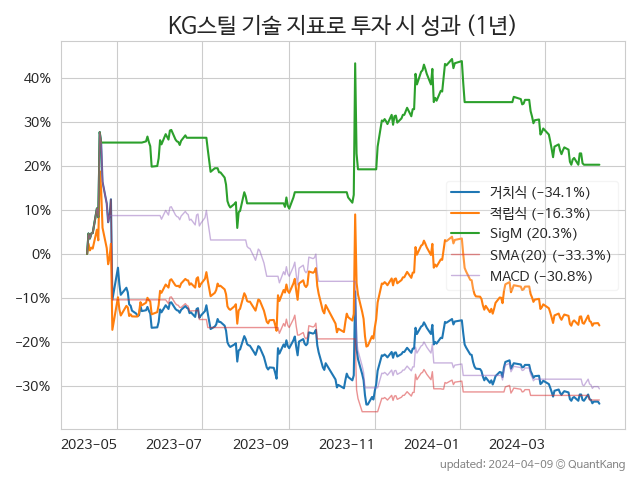 KG스틸 기술 지표로 투자 시 성과 (1년)
40%
30%
20%
10%
0%
−10%
−20%
−30%
거치식 (−34.1%)
적립식 (−16.3%)
SigM (20.3%)
SMA(20) (−33.3%)
MACD (−30.8%)
2023−05
2023−07
2023−09
2023−11
2024−01
2024−03
updated: 2024-04-09 © QuantKang